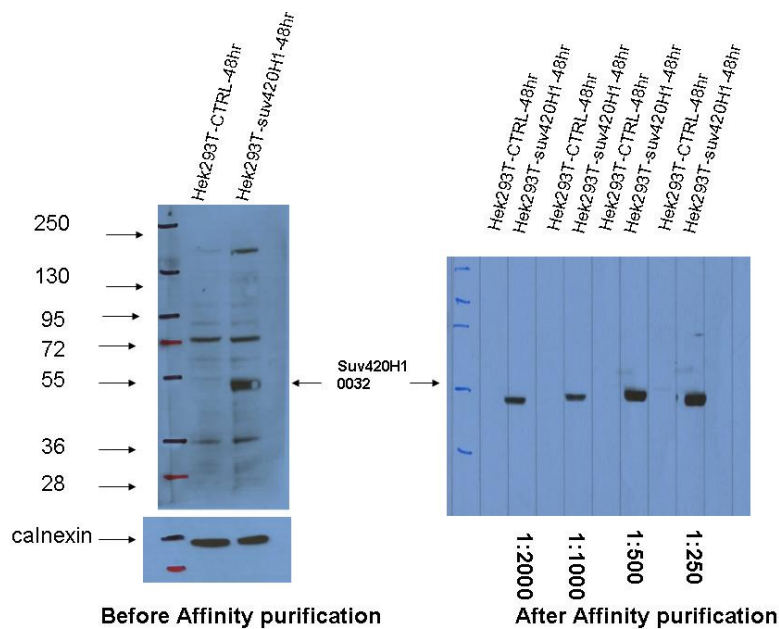 Hek293T-CTRL-48hr
Hek293T-suv420H1-48hr
250
130
95
72
55
36
28
calnexin
Before Affinity purification
Suv420H1
0032
Hek293T-CTRL-48hr
Hek293T-suv420H1-48hr
Hek293T-CTRL-48hr
Hek293T-suv420H1-48hr
Hek293T-CTRL-48hr
Hek293T-suv420H1-48hr
Hek293T-CTRL-48hr
Hek293T-suv420H1-48hr
1:2000
1:1000
1:500
1:250
After Affinity purification